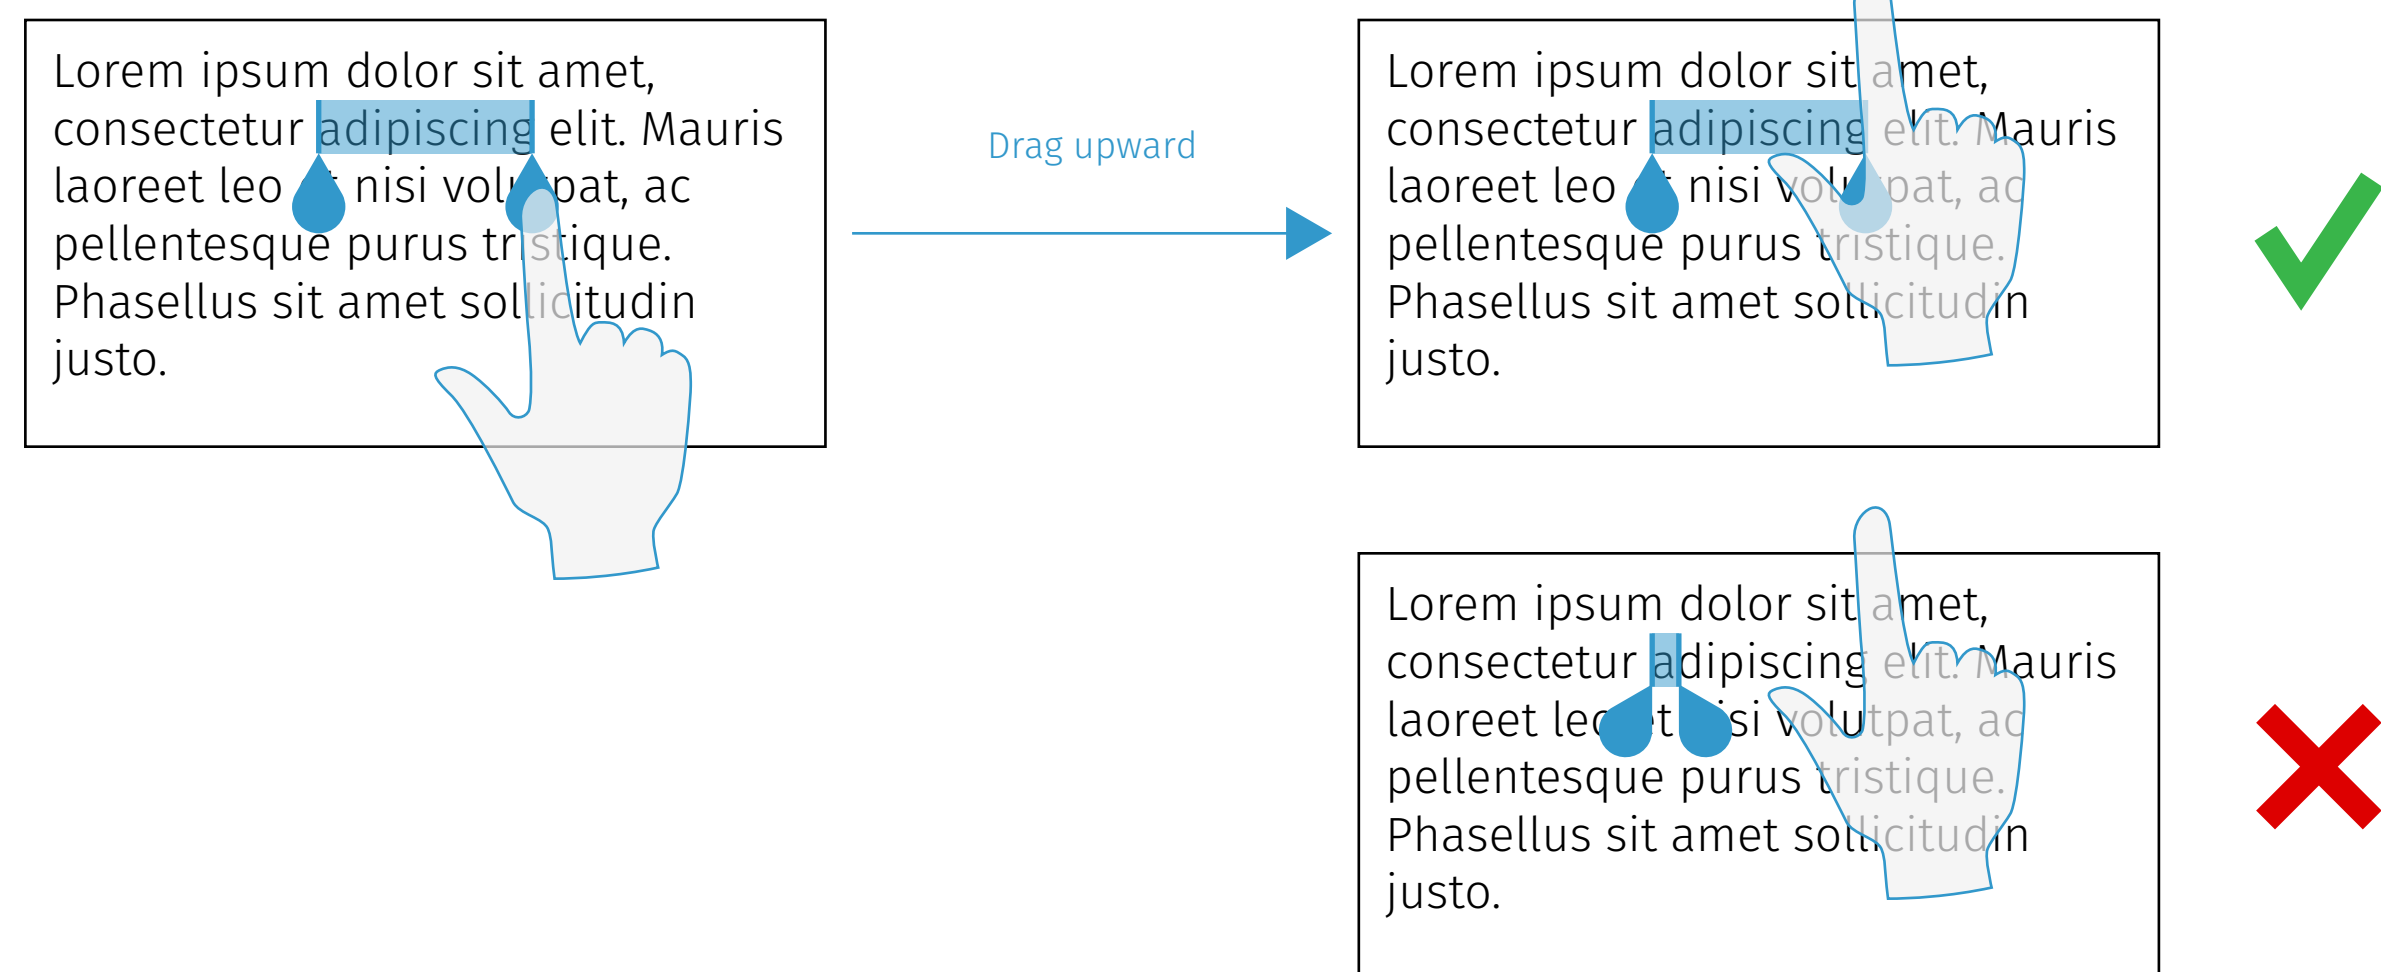 Lorem ipsum dolor sit amet,
consectetur adipiscing elit. Mauris
laoreet leo et nisi volutpat, ac
pellentesque purus tristique.
Phasellus sit amet sollicitudin
justo.
Drag upward
Lorem ipsum dolor sit amet,
consectetur adipiscing elit. Mauris
laoreet leo et nisi volutpat, ac
pellentesque purus tristique.
Phasellus sit amet sollicitudin
justo.
Lorem ipsum dolor sit amet,
consectetur adipiscing elit. Mauris
laoreet leo et nisi volutpat, ac
pellentesque purus tristique.
Phasellus sit amet sollicitudin
justo.